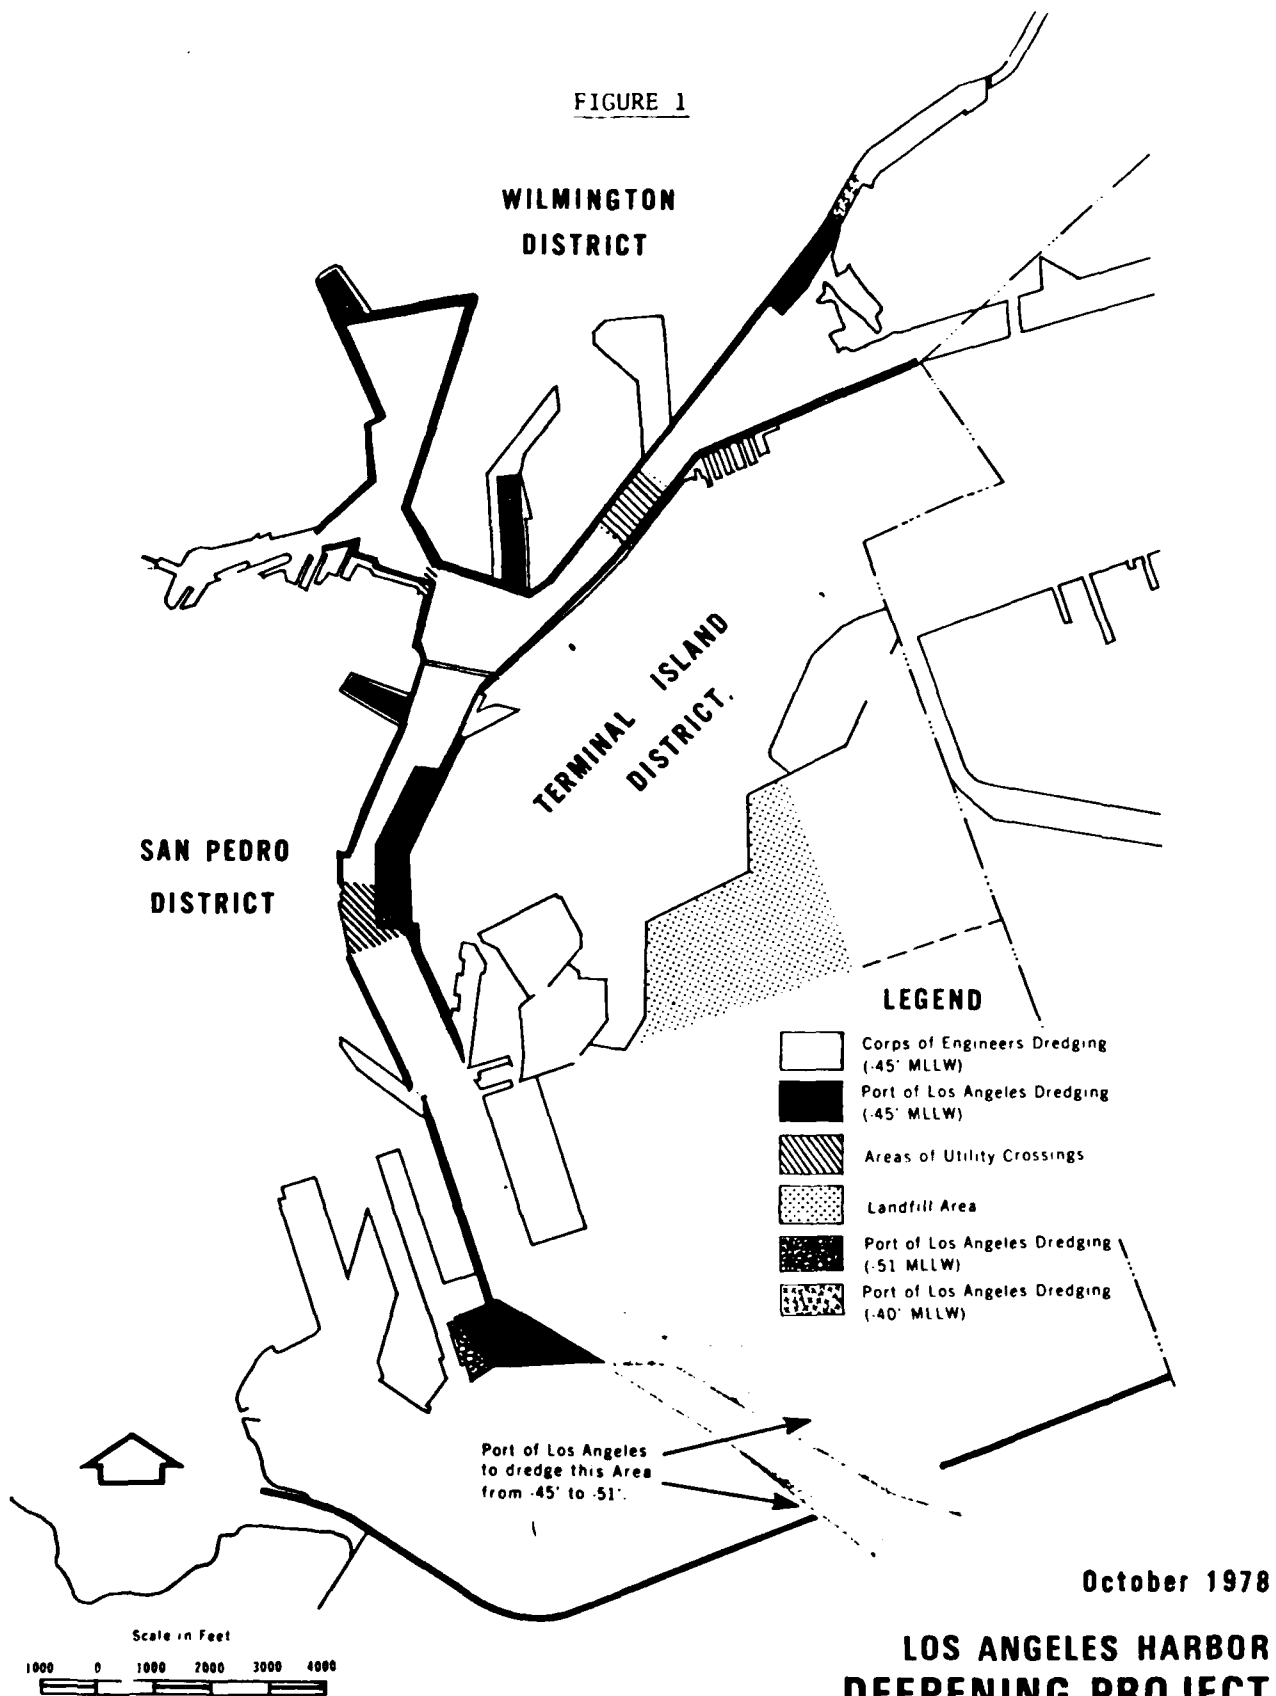 FIGURE 1
WILMINGTON
DISTRICT
TERMINAL ISLAND
DISTRICT.
SAN PEDRO
DISTRICT
LEGEND
Corps of Engineers Dredging
(-45' MLLW)
Port of Los Angeles Dredging
(-45' MLLW)
Areas of Utility Crossings
Landfill Area
Port of Los Angeles Dredging
(-51 MLLW)
Port of Los Angeles Dredging
(-40' MLLW)
Port of Los Angeles
to dredge this Area
from -45' to -51'.
October 1978
Scale in Feet
1000 0 1000 2000 3000 4000
LOS ANGELES HARBOR
DEEPENING PROJECT